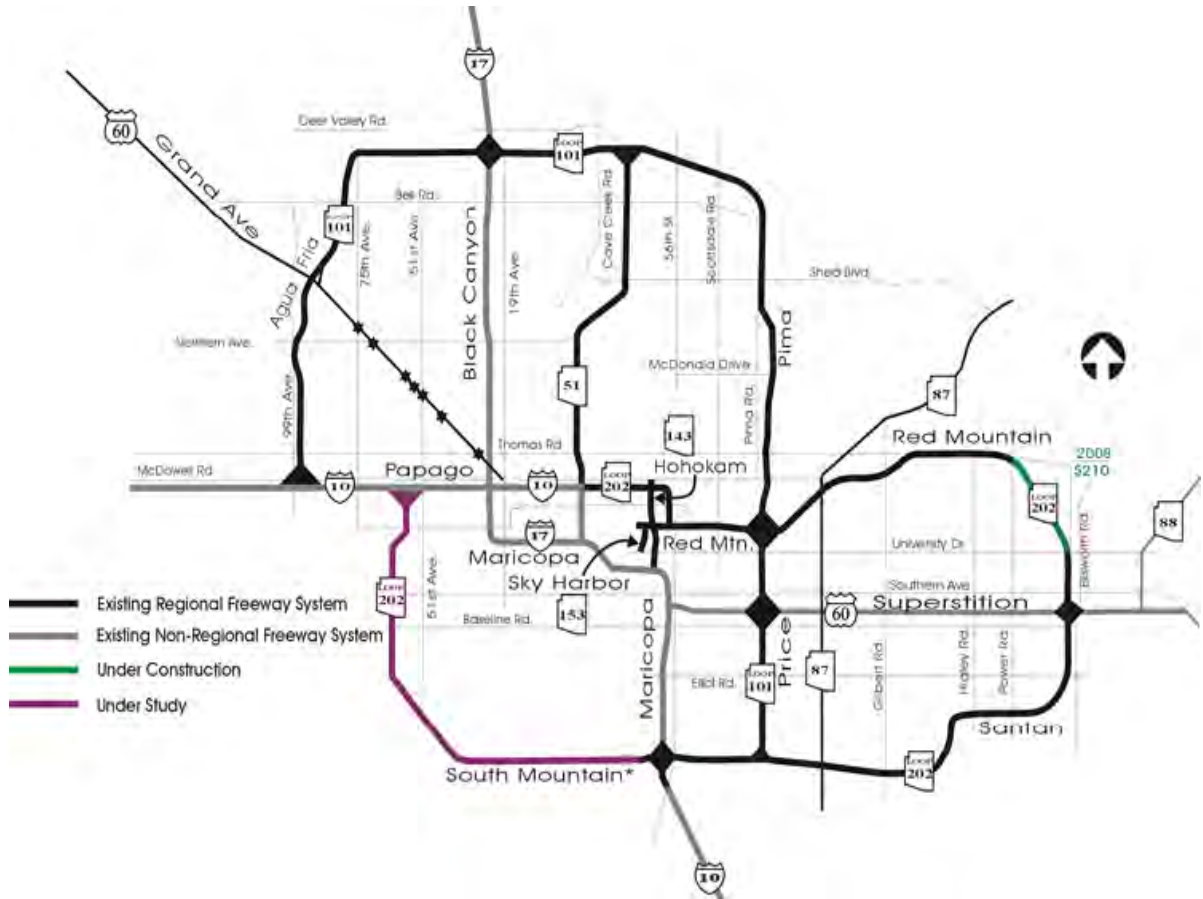 17
60
Grand Ave
Deer Valley Rd.
LOOP
101
Bell Rd.
LOOP
101
Agua Fria
75th Ave.
51st Ave
Black Canyon
19th Ave
Cave Creek Rd.
56th St
Scottsdale Rd.
Shea Blvd
Northern Ave.
99th Ave
51
McDonald Drive
Pima
Pima Rd.
87
143
Hohokam
Thomas Rd
McDowell Rd
Papago
10
10
LOOP
202
Red Mountain
2008
$210
LOOP
202
Ellsworth Rd.
88
17
Maricopa
Sky Harbor
153
Red Mtn.
University Dr
Southern Ave
60
Superstition
LOOP
202
51st Ave.
Baseline Rd.
Maricopa
Elliot Rd.
LOOP
101
Price
87
Gilbert Rd.
Higley Rd.
Power Rd.
Santan
LOOP
202
South Mountain*
10
Existing Regional Freeway System
Existing Non-Regional Freeway System
Under Construction
Under Study